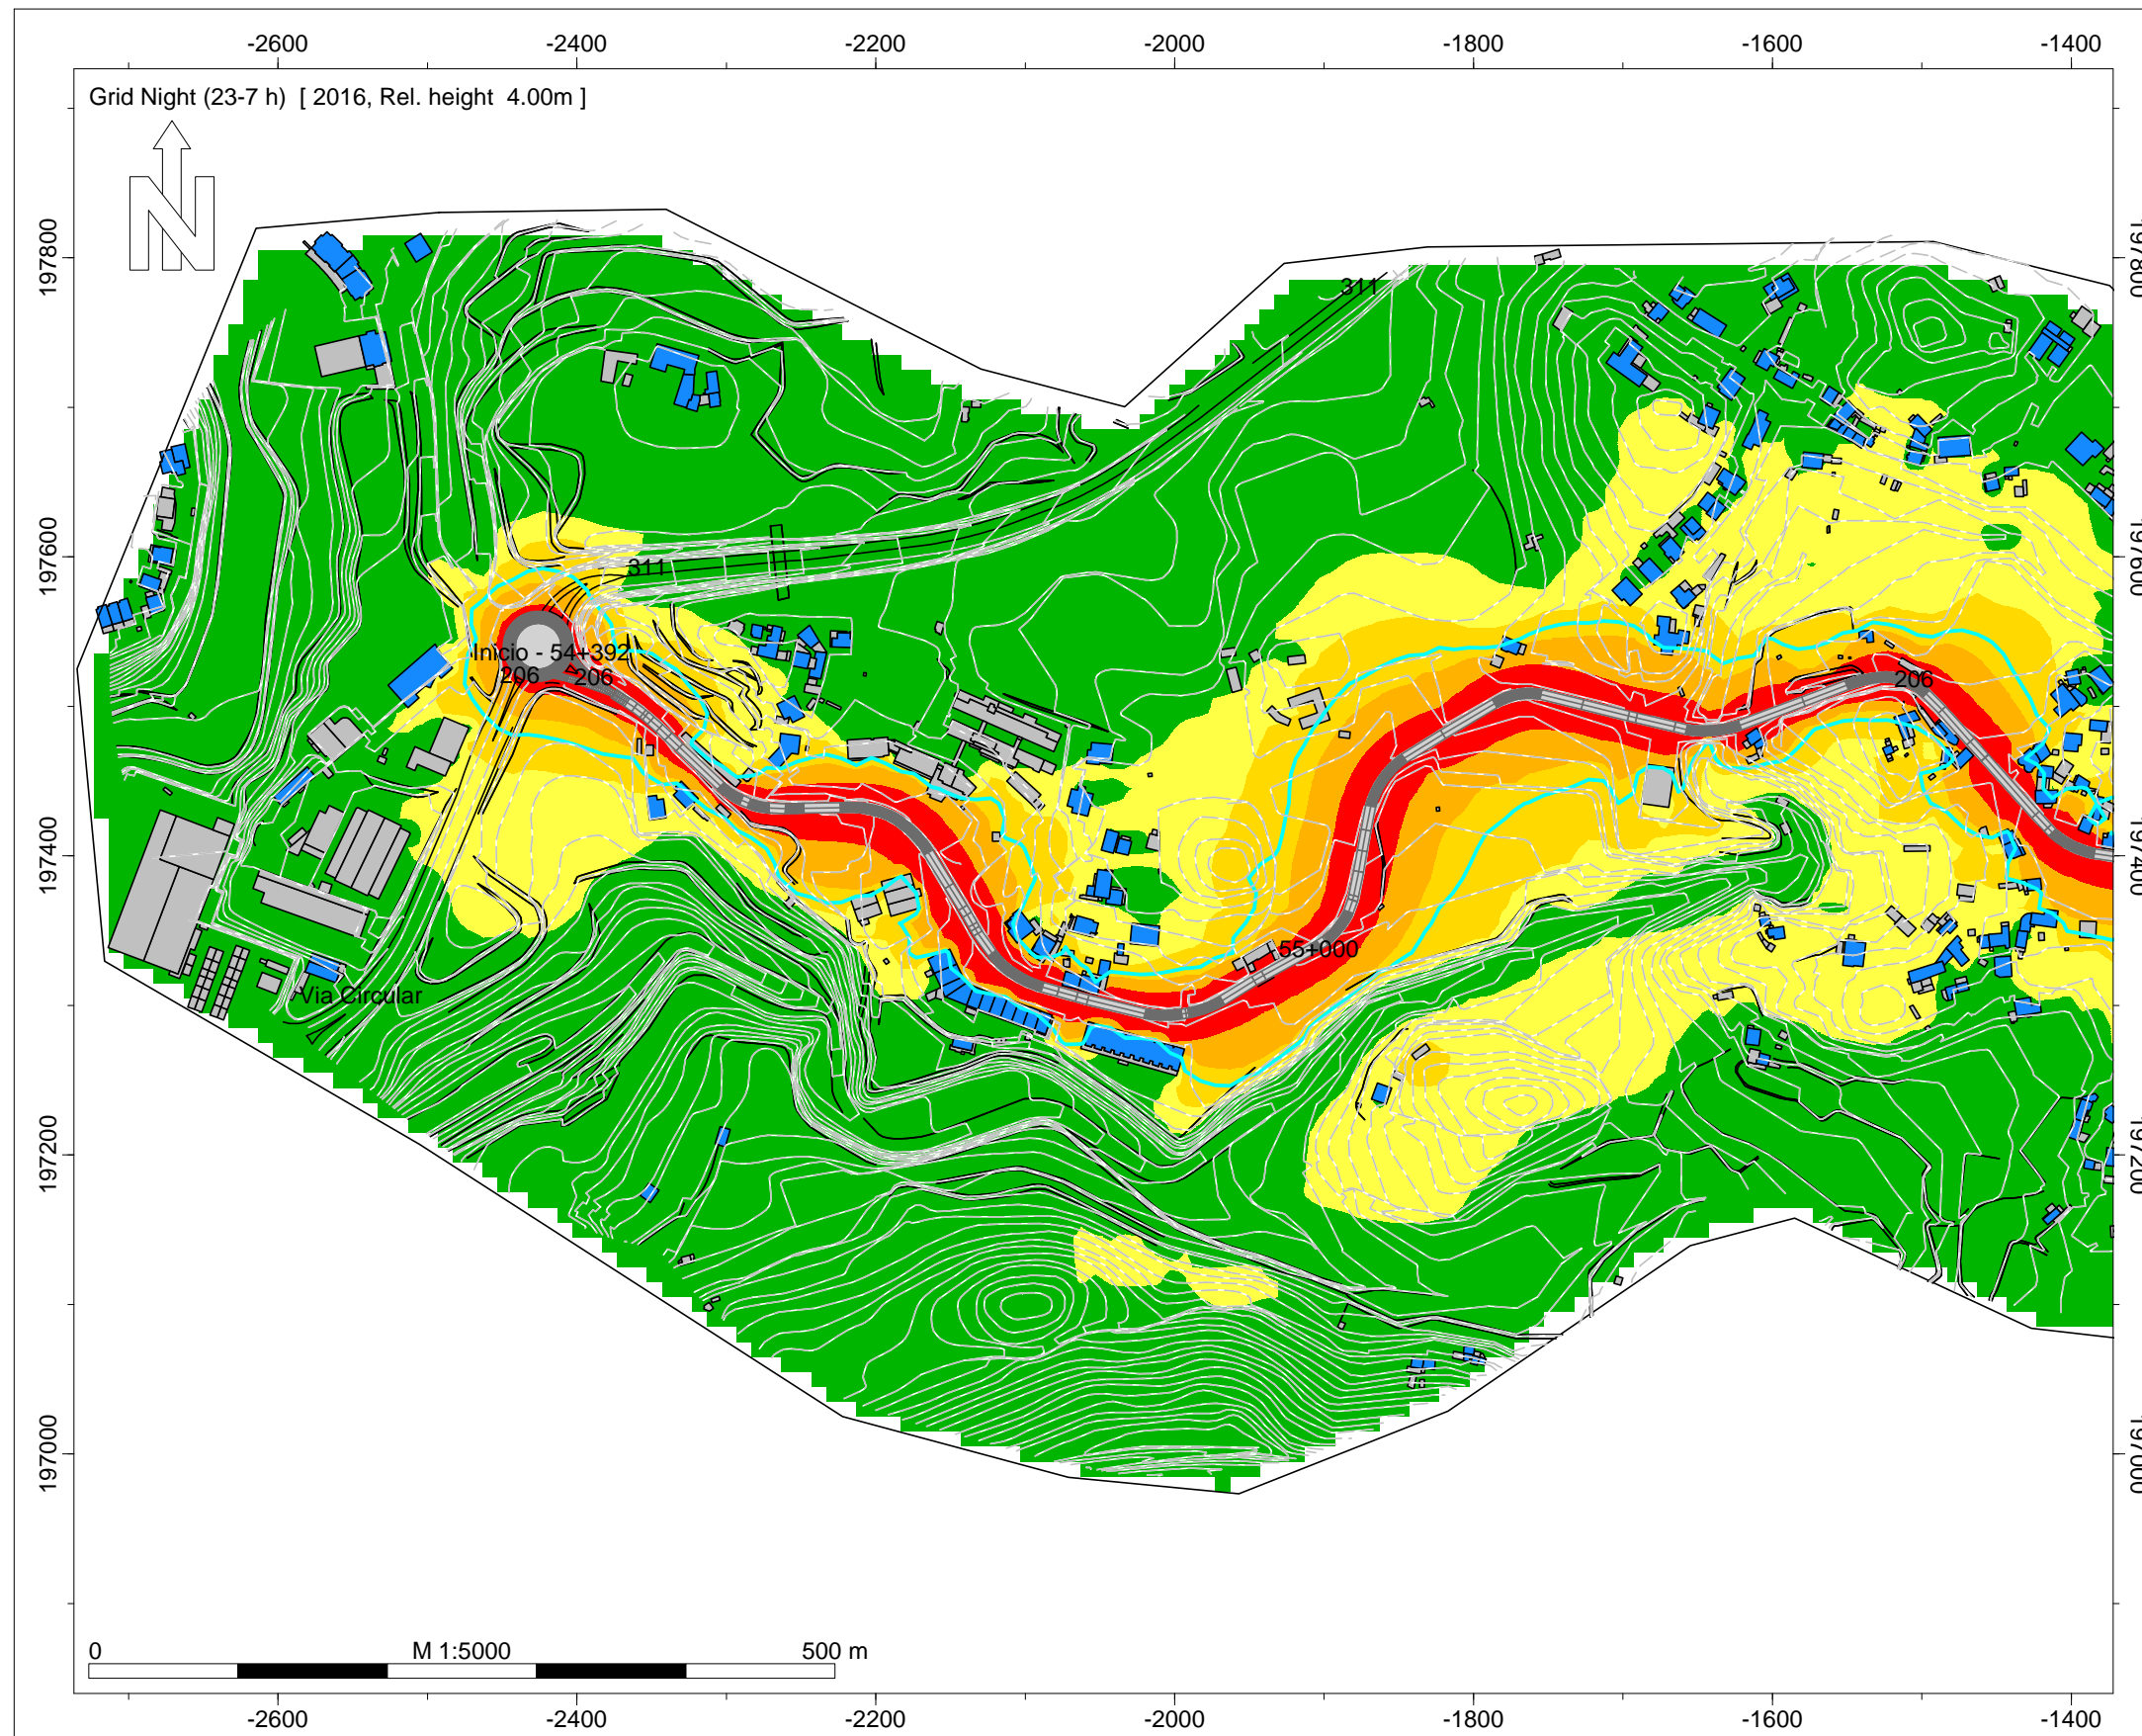 -2600 -2400 -2200 -2000 -1800 -1600 -1400
Grid Night (23-7 h) [ 2016, Rel. height 4.00m ]
N
197800
197600
197400
197200
197000
197800
197600
197400
197200
197000
311
311
Inicio - 54+392
206 206
206
55+000
Via Circular
0 M 1:5000 500 m
-2600 -2400 -2200 -2000 -1800 -1600 -1400